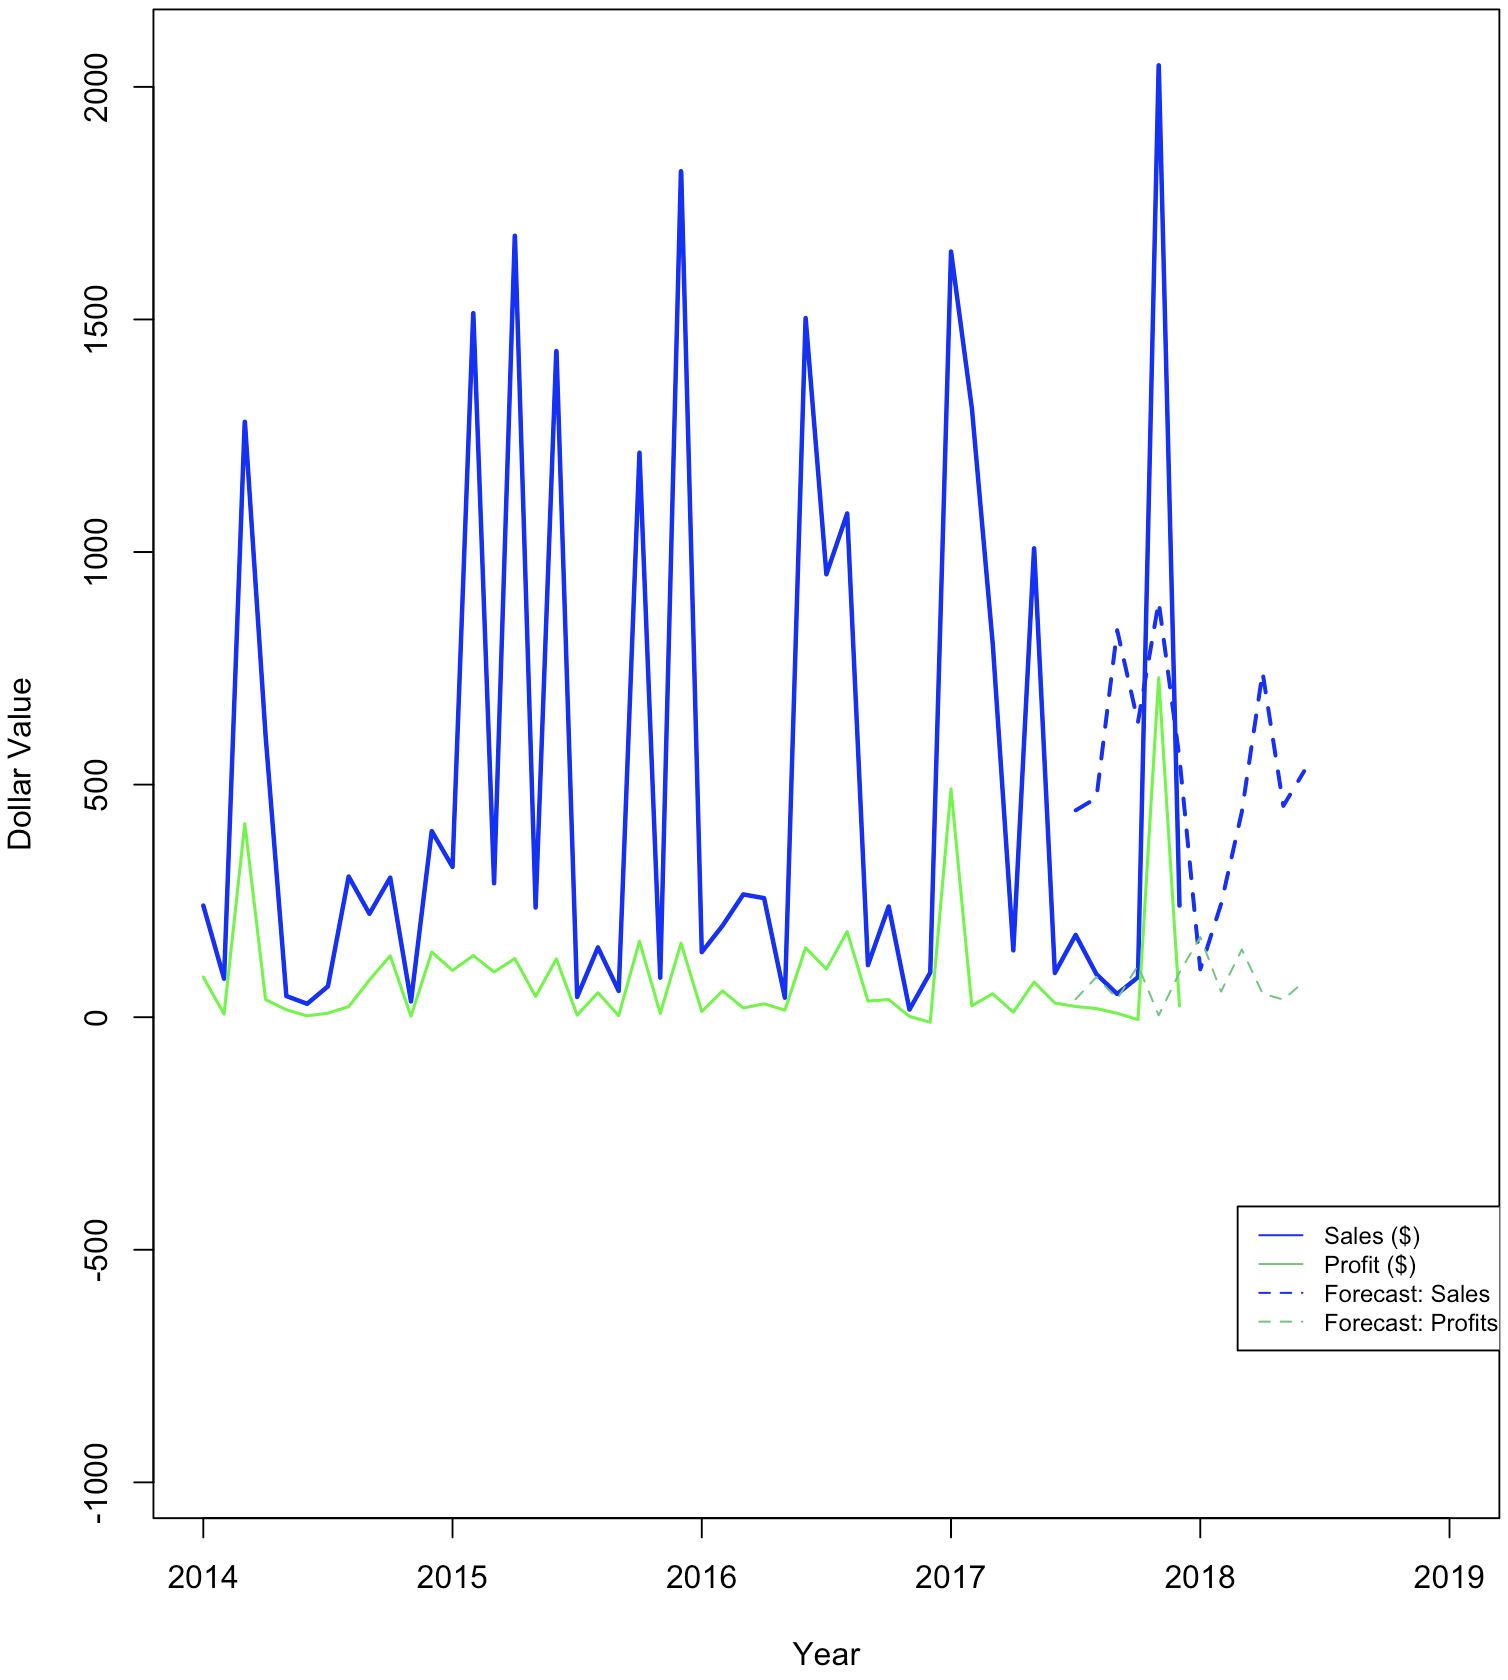 2000
1500
1000
500
0
-500
-1000
Dollar Value
Sales ($)
Profit ($)
Forecast: Sales
Forecast: Profits
2014 2015 2016 2017 2018 2019
Year